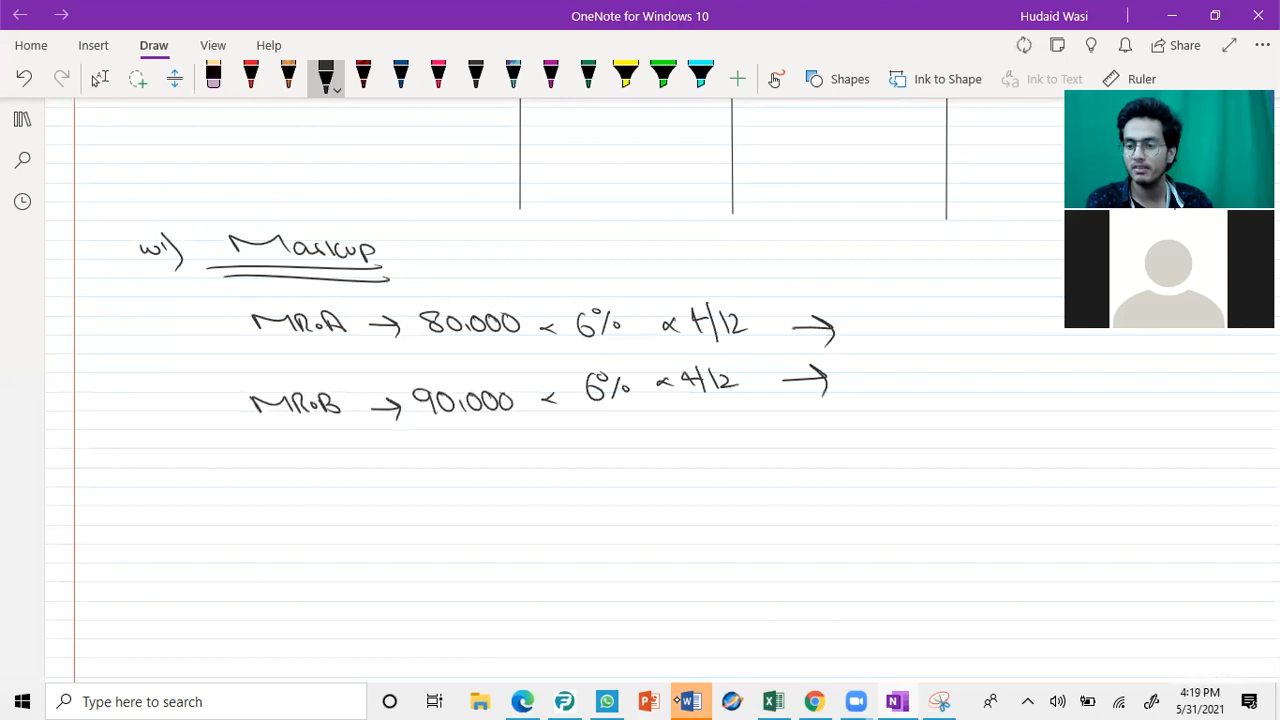 OneNote for Windows 10
Hudaid Wasi
Home Insert Draw View Help
Share
Shapes
Ink to Shape
Ink to Text
Ruler
w1) Markup
MR.A → 80,000 × 6% × 4/12 →
MR.B → 90,000 × 6% × 4/12 →
Type here to search
4:19 PM
5/31/2021